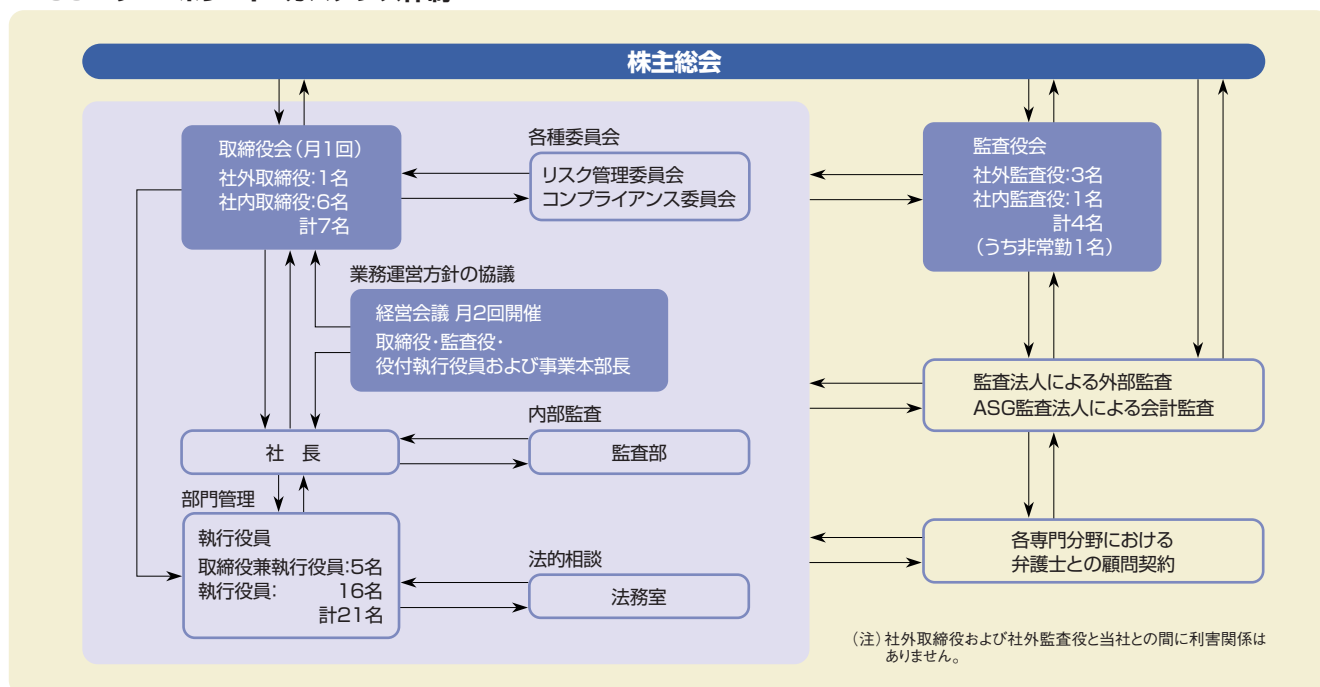 株主総会
取締役会(月1回)
社外取締役:1名
社内取締役:6名
計7名
各種委員会
リスク管理委員会
コンプライアンス委員会
監査役会
社外監査役:3名
社内監査役:1名
計4名
(うち非常勤1名)
業務運営方針の協議
経営会議 月2回開催
取締役・監査役・
役付執行役員および事業本部長
監査法人による外部監査
ASG監査法人による会計監査
社 長
内部監査
監査部
部門管理
執行役員
取締役兼執行役員:5名
執行役員: 16名
計21名
法的相談
法務室
各専門分野における
弁護士との顧問契約
(注)社外取締役および社外監査役と当社との間に利害関係は
ありません。